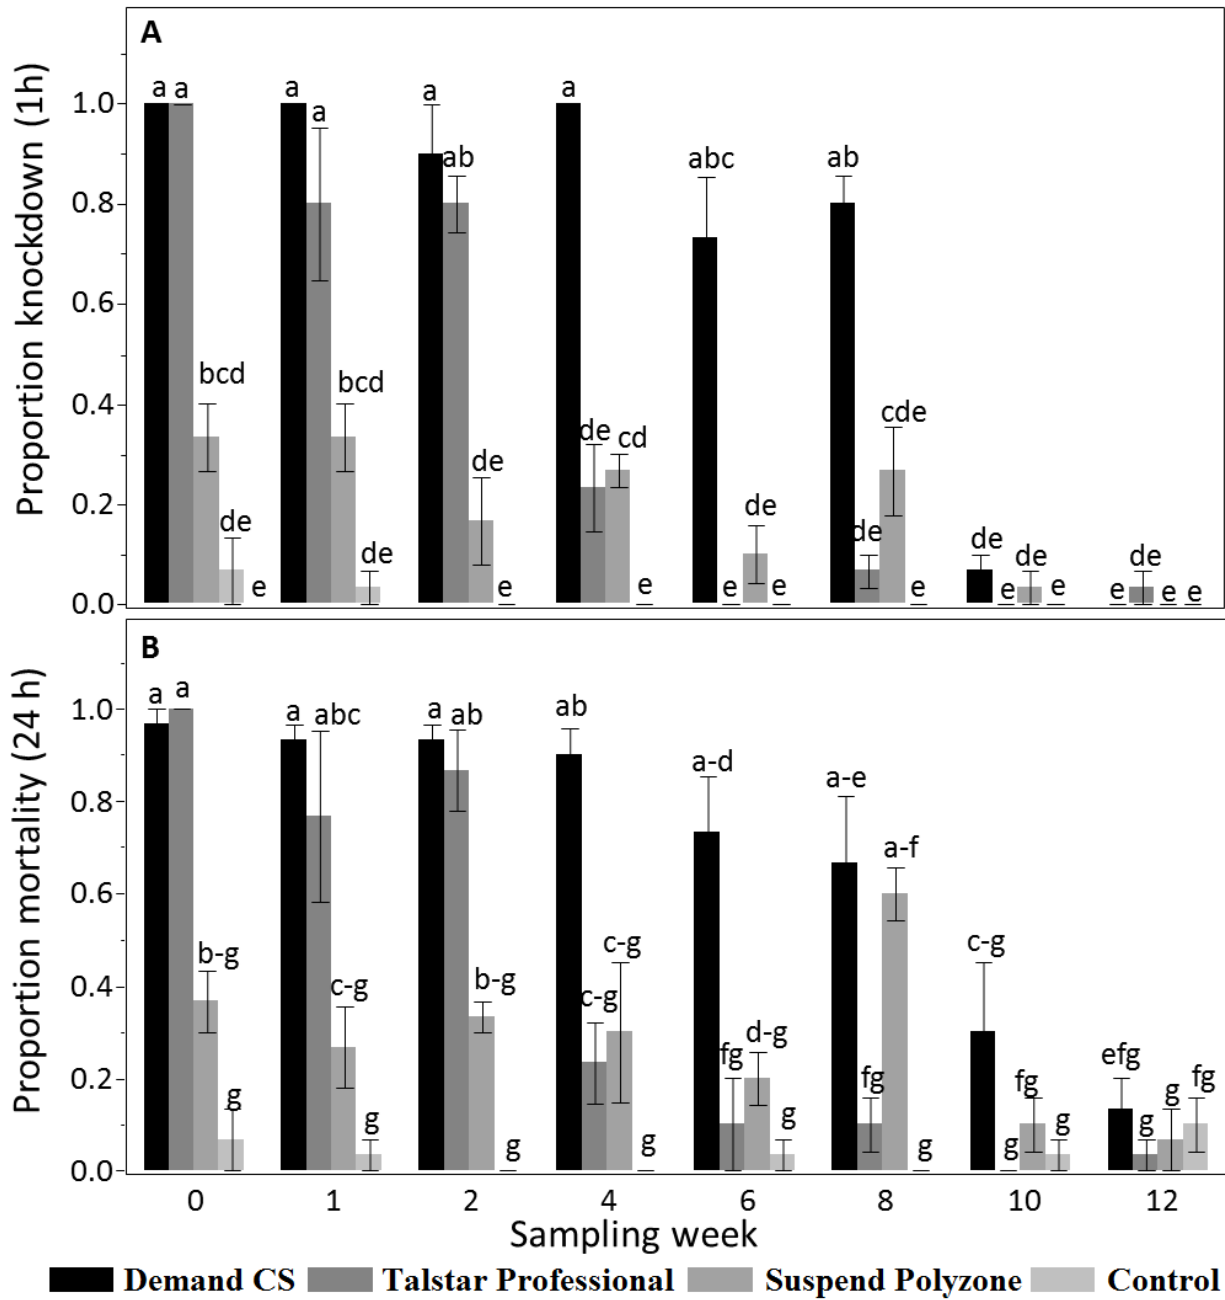 A
Proportion knockdown (1h)
1.0
0.8
0.6
0.4
0.2
0.0
a a a a a ab a abc ab
bcd bcd de de cd cde
de e de e e e e de e de e e de e e de e e
B
Proportion mortality (24 h)
1.0
0.8
0.6
0.4
0.2
0.0
a a a abc a ab ab a-d a-e a-f
b-g c-g b-g c-g c-g d-g c-g
g g g g fg g fg g g fg g efg g g fg
0 1 2 4 6 8 10 12
Sampling week
Demand CS Talstar Professional Suspend Polyzone Control